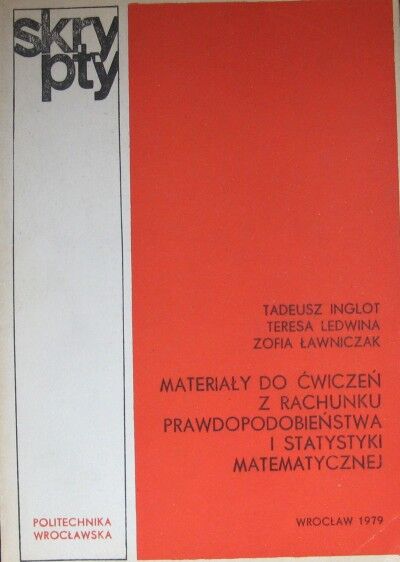 skry
pty
TADEUSZ INGLOT
TERESA LEDWINA
ZOFIA ŁAWNICZAK
MATERIAŁY DO ĆWICZEŃ
Z RACHUNKU
PRAWDOPODOBIEŃSTWA
I STATYSTYKI
MATEMATYCZNEJ
POLITECHNIKA
WROCŁAWSKA
WROCŁAW 1979